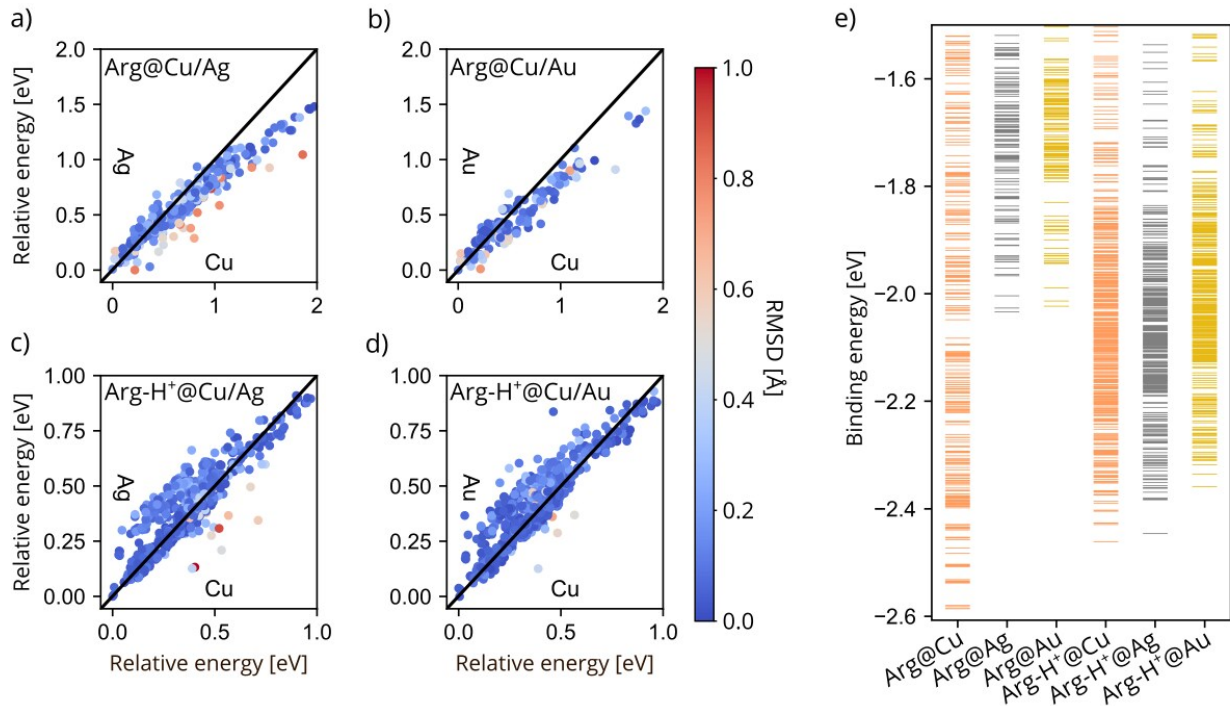 a)
Arg@Cu/Ag
Relative energy [eV]
2.0
1.5
1.0
0.5
0.0
0
1
2
Ag
Cu
b)
Arg@Cu/Au
2.0
1.5
1.0
0.5
0.0
0
1
2
Au
Cu
c)
Arg-H⁺@Cu/Ag
Relative energy [eV]
1.00
0.75
0.50
0.25
0.00
0.0
0.5
1.0
Ag
Cu
Relative energy [eV]
d)
Arg-H⁺@Cu/Au
1.00
0.75
0.50
0.25
0.00
0.0
0.5
1.0
Au
Cu
Relative energy [eV]
1.0
0.8
0.6
0.4
0.2
0.0
RMSD [Å]
e)
Binding energy [eV]
−1.6
−1.8
−2.0
−2.2
−2.4
−2.6
Arg@Cu
Arg@Ag
Arg@Au
Arg-H⁺@Cu
Arg-H⁺@Ag
Arg-H⁺@Au